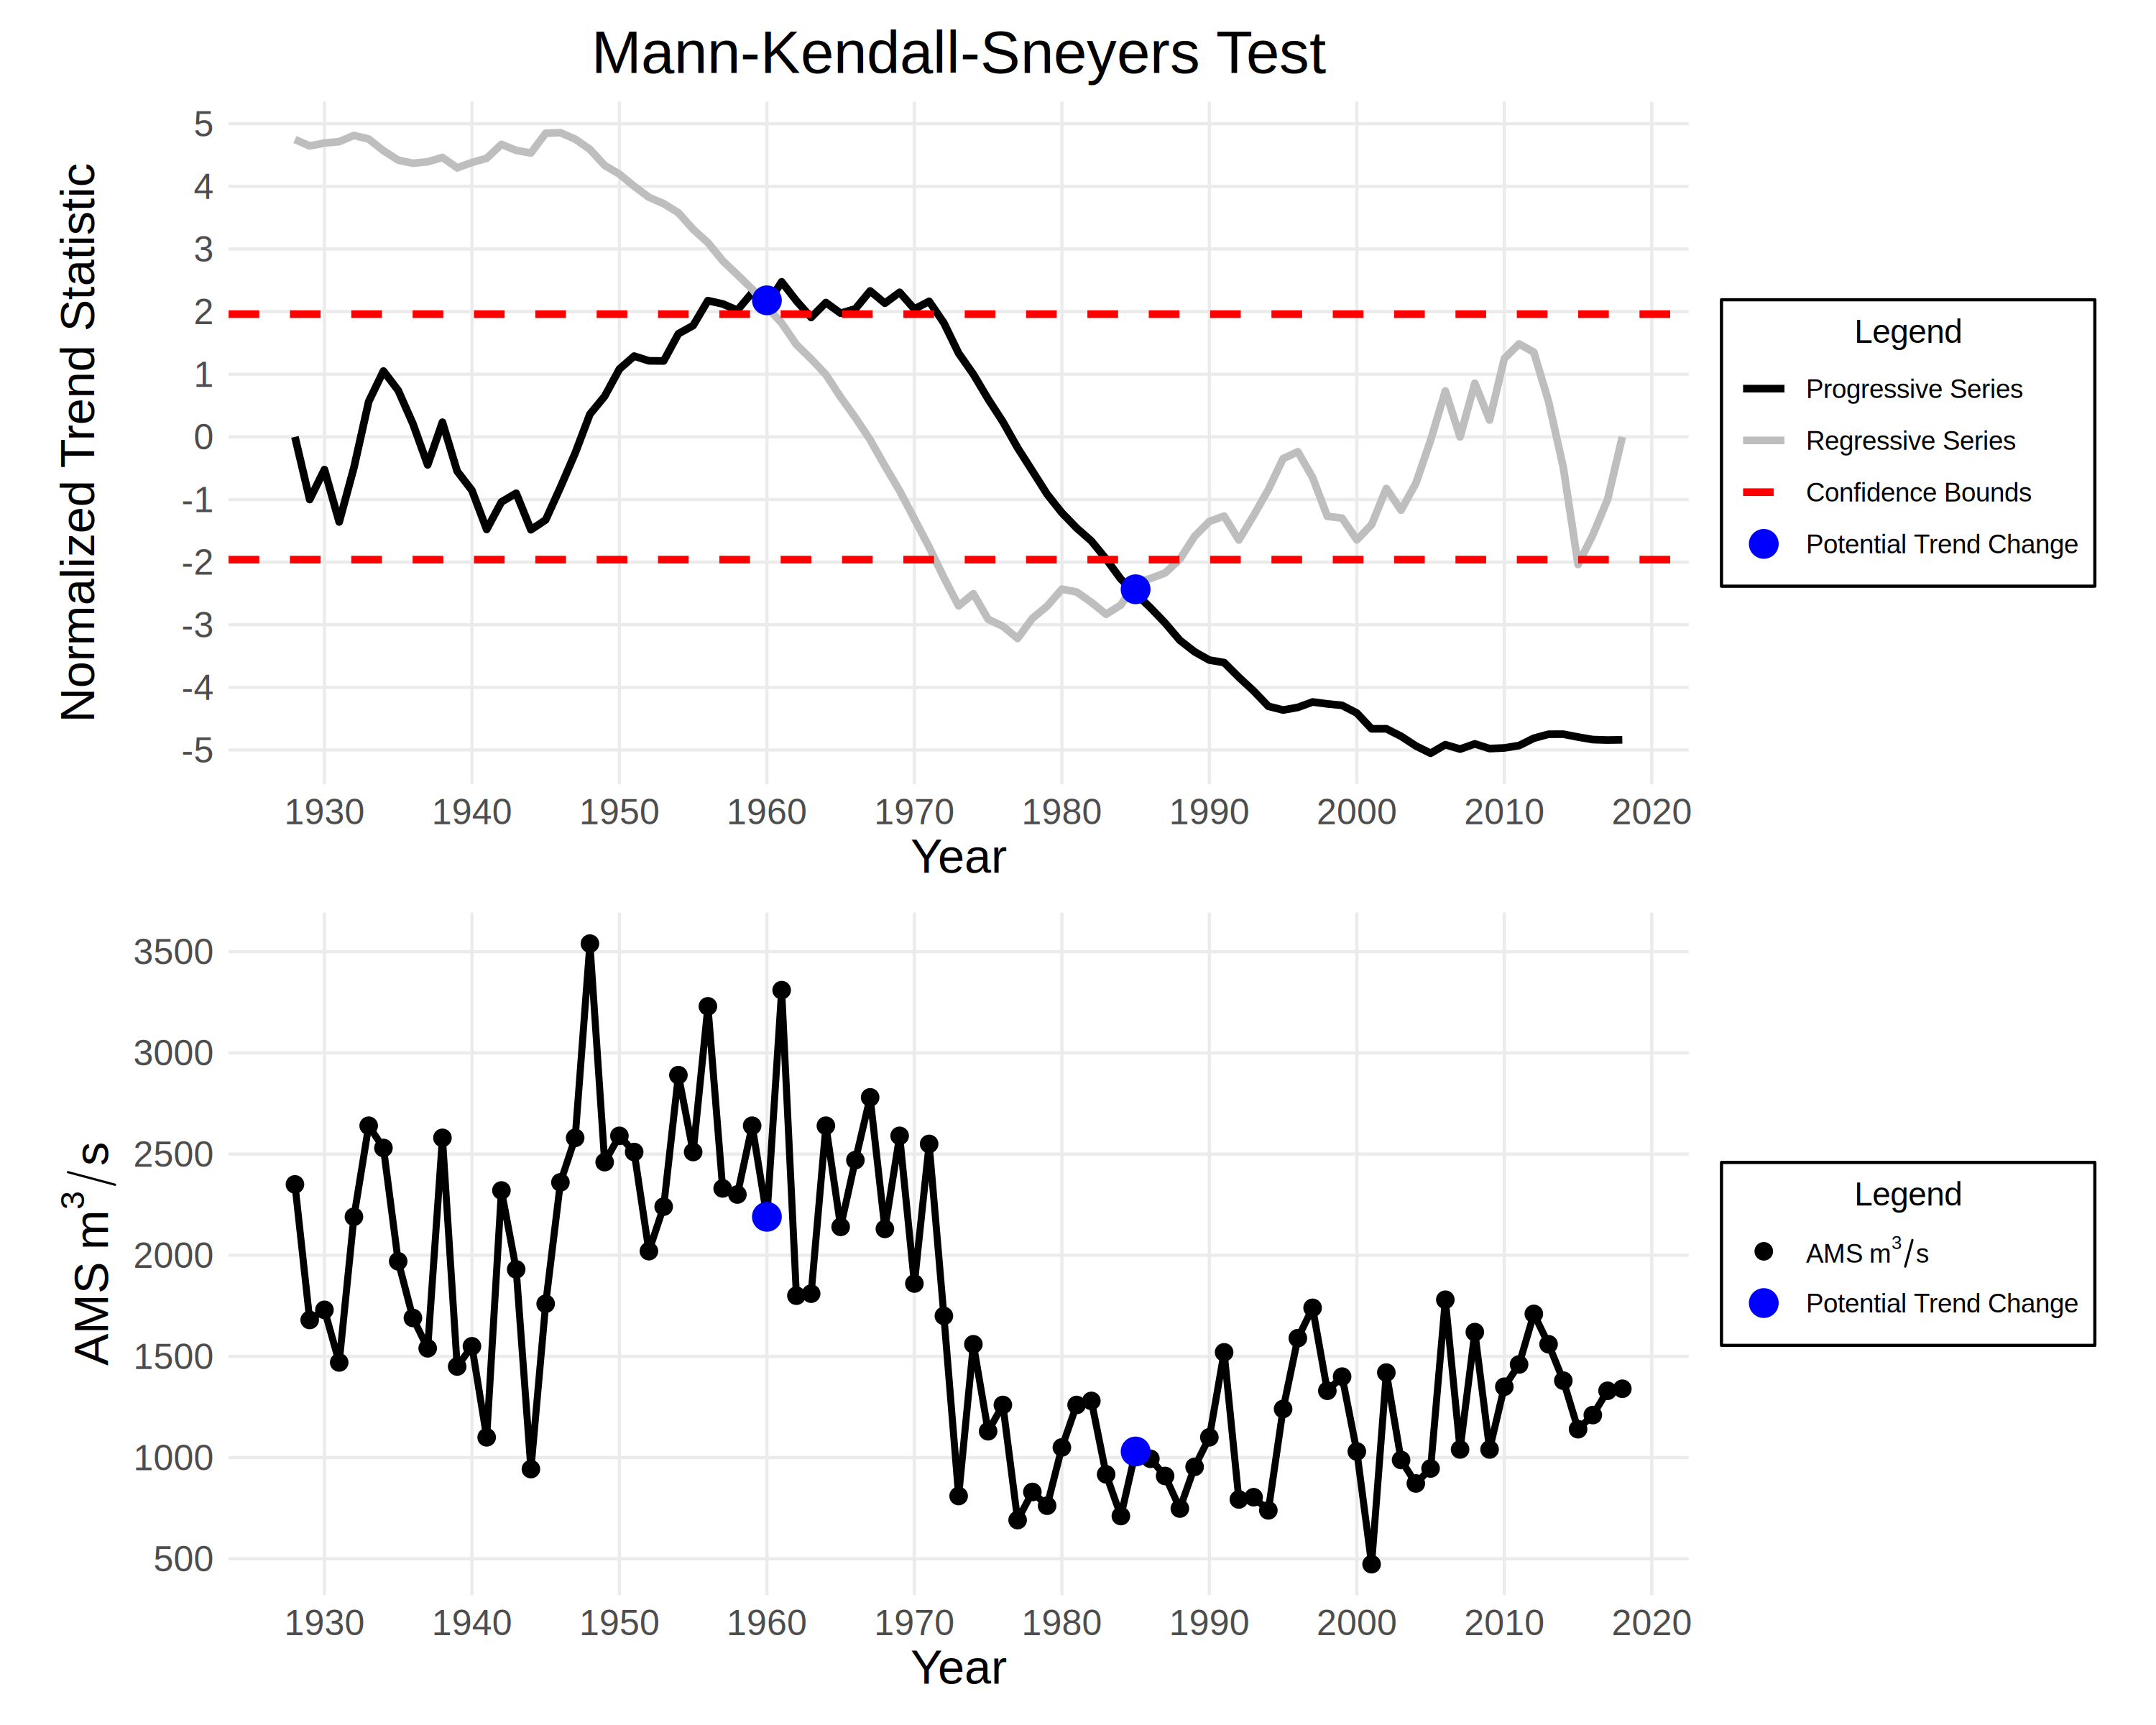 Mann-Kendall-Sneyers Test
Normalized Trend Statistic
5
4
3
2
1
0
-1
-2
-3
-4
-5
1930 1940 1950 1960 1970 1980 1990 2000 2010 2020
Year
Legend
Progressive Series
Regressive Series
Confidence Bounds
Potential Trend Change
AMS m³/s
3500
3000
2500
2000
1500
1000
500
1930 1940 1950 1960 1970 1980 1990 2000 2010 2020
Year
Legend
AMS m³/s
Potential Trend Change